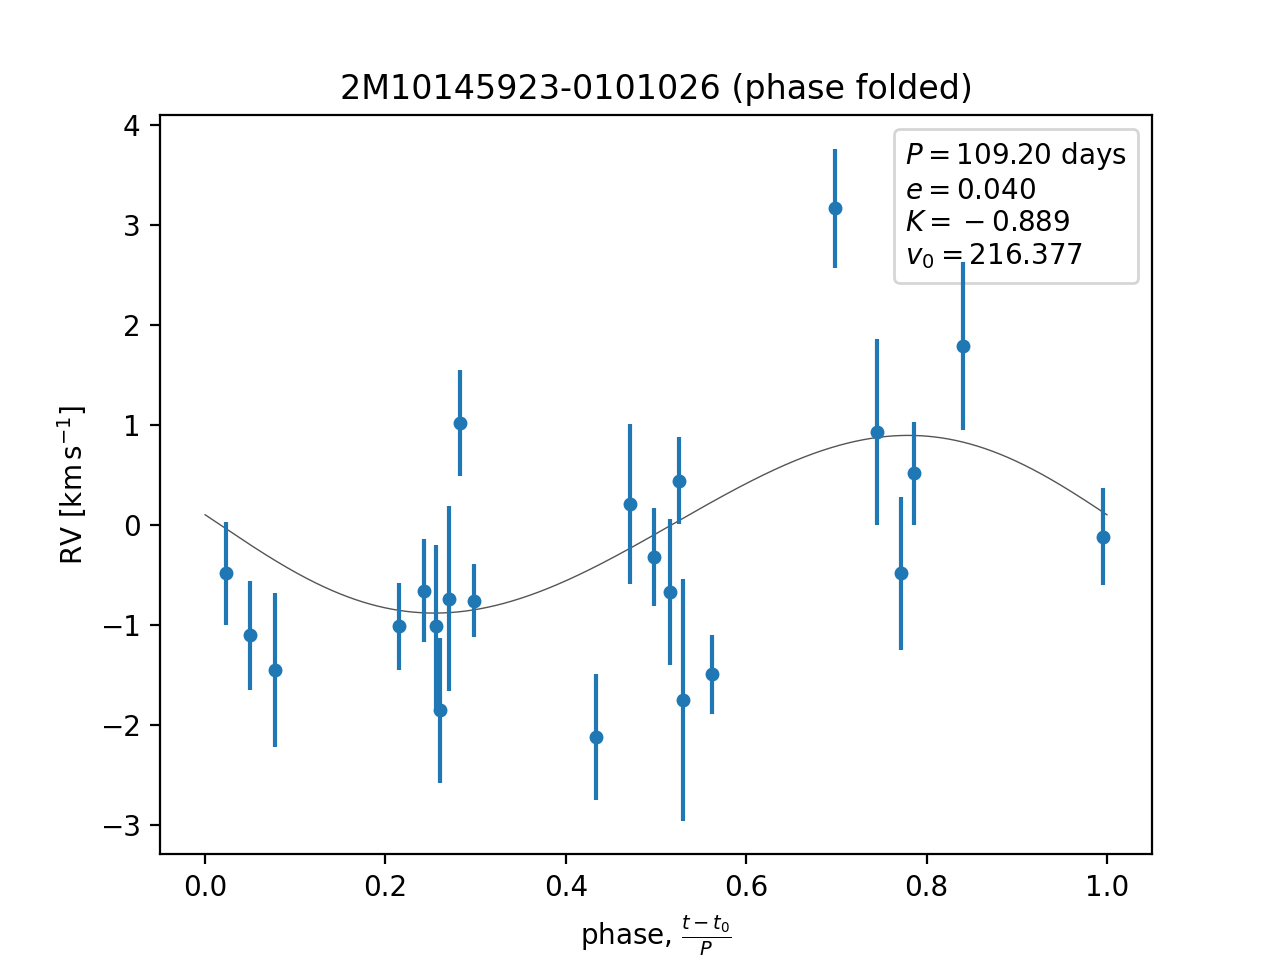 2M10145923-0101026 (phase folded)
P = 109.20 days
e = 0.040
K = −0.889
v₀ = 216.377
4
3
2
1
0
−1
−2
−3
RV [km s⁻¹]
0.0 0.2 0.4 0.6 0.8 1.0
phase, (t − t₀)/P